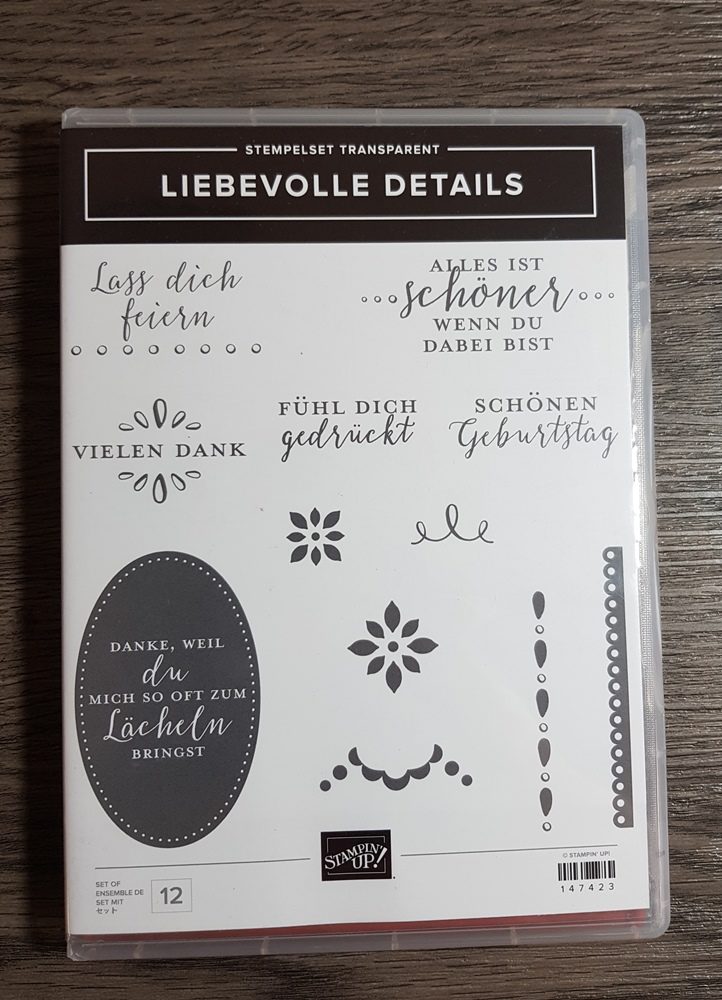 STEMPELSET TRANSPARENT
LIEBEVOLLE DETAILS
Lass dich
feiern
ALLES IST
schöner
WENN DU
DABEI BIST
VIELEN DANK
FÜHL DICH
gedrückt
SCHÖNEN
Geburtstag
DANKE, WEIL
du
MICH SO OFT ZUM
Lächeln
BRINGST
STAMPIN'
UP!
© STAMPIN' UP!
147423
SET OF
ENSEMBLE DE
SET MIT
セット
12